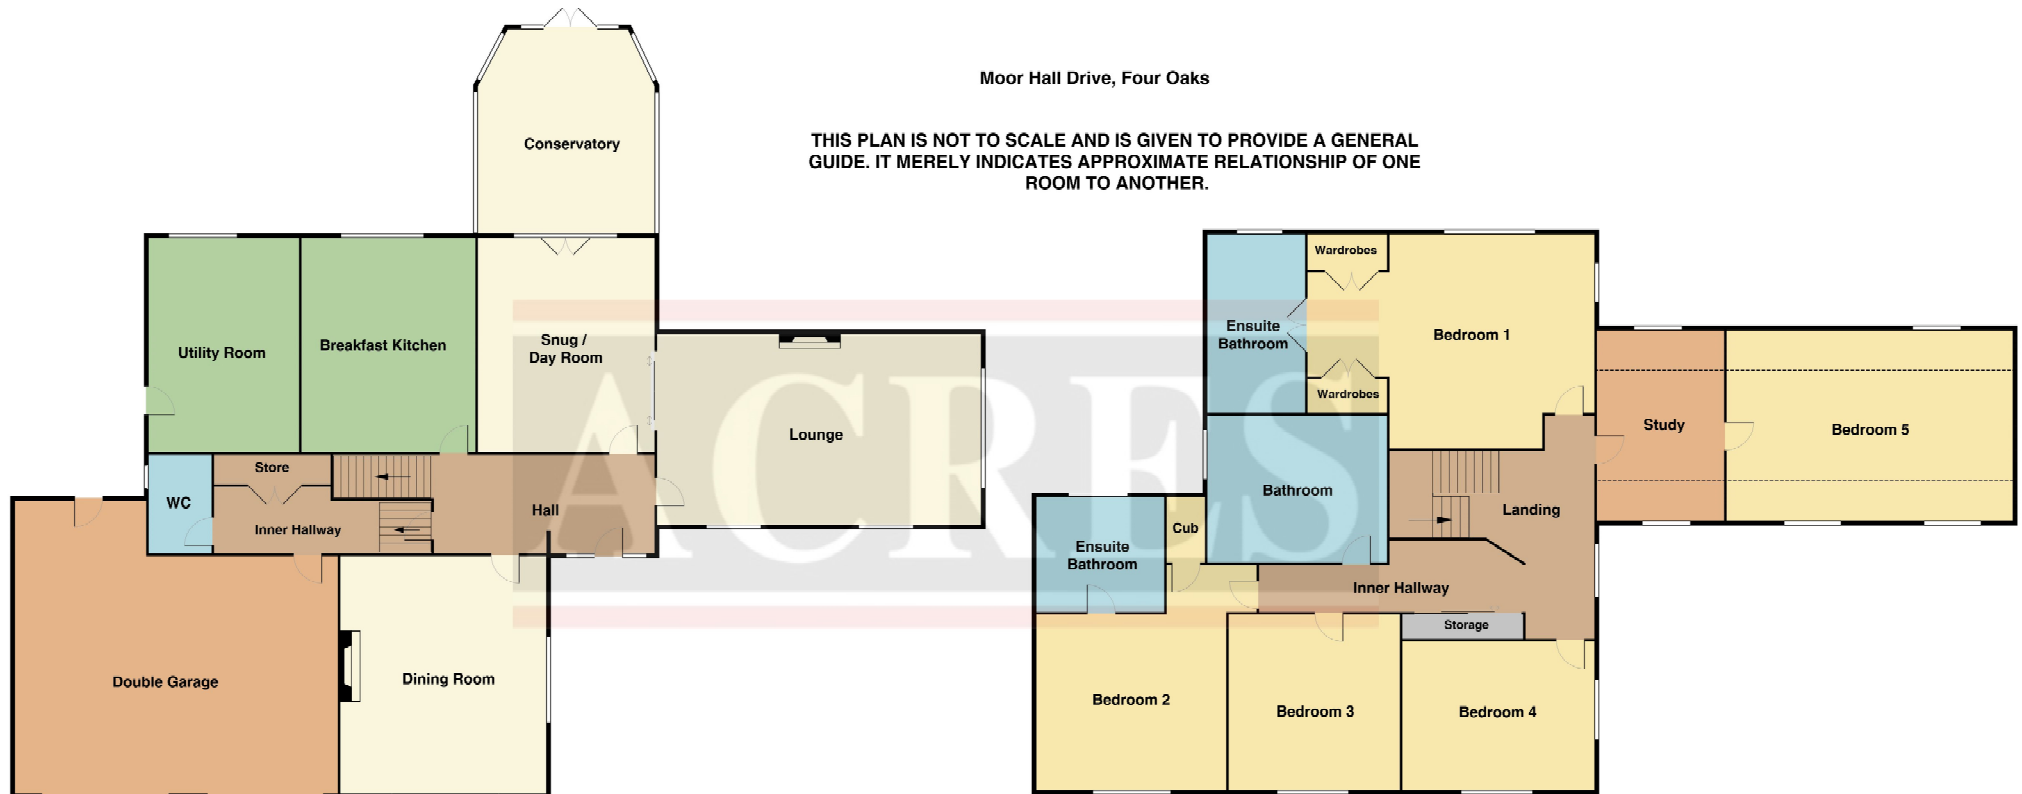 Moor Hall Drive, Four Oaks
THIS PLAN IS NOT TO SCALE AND IS GIVEN TO PROVIDE A GENERAL
GUIDE. IT MERELY INDICATES APPROXIMATE RELATIONSHIP OF ONE
ROOM TO ANOTHER.
Conservatory
Utility Room
Breakfast Kitchen
Snug /
Day Room
Lounge
Store
WC
Inner Hallway
Hall
Double Garage
Dining Room
ACRES
Wardrobes
Ensuite
Bathroom
Bedroom 1
Wardrobes
Study
Bedroom 5
Bathroom
Landing
Cub
Ensuite
Bathroom
Inner Hallway
Storage
Bedroom 2
Bedroom 3
Bedroom 4